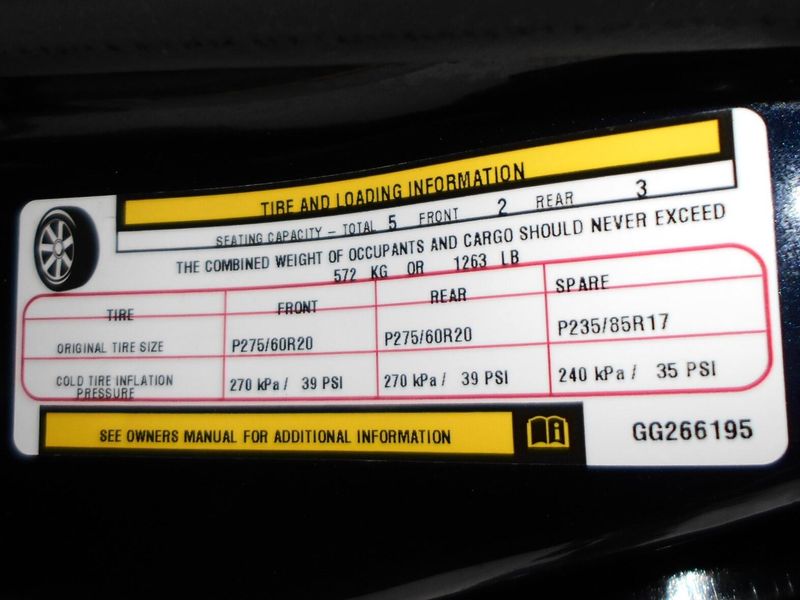 TIRE AND LOADING INFORMATION
SEATING CAPACITY – TOTAL 5 FRONT 2 REAR 3
THE COMBINED WEIGHT OF OCCUPANTS AND CARGO SHOULD NEVER EXCEED
572 KG OR 1263 LB
TIRE FRONT REAR SPARE
ORIGINAL TIRE SIZE P275/60R20 P275/60R20 P235/85R17
COLD TIRE INFLATION PRESSURE 270 kPa / 39 PSI 270 kPa / 39 PSI 240 kPa / 35 PSI
SEE OWNERS MANUAL FOR ADDITIONAL INFORMATION
GG266195